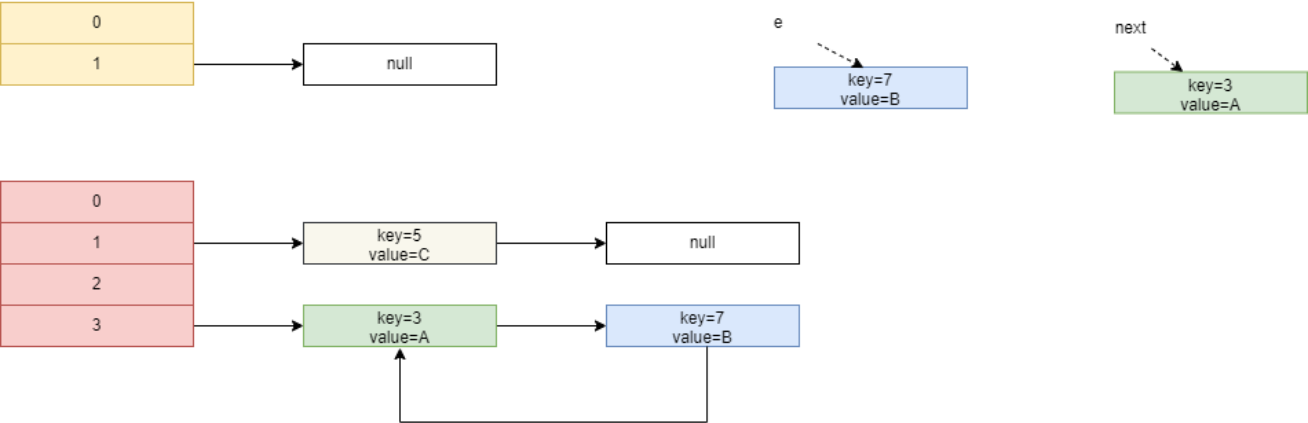 0
1
null
e
key=7
value=B
next
key=3
value=A
0
1
key=5
value=C
null
2
3
key=3
value=A
key=7
value=B